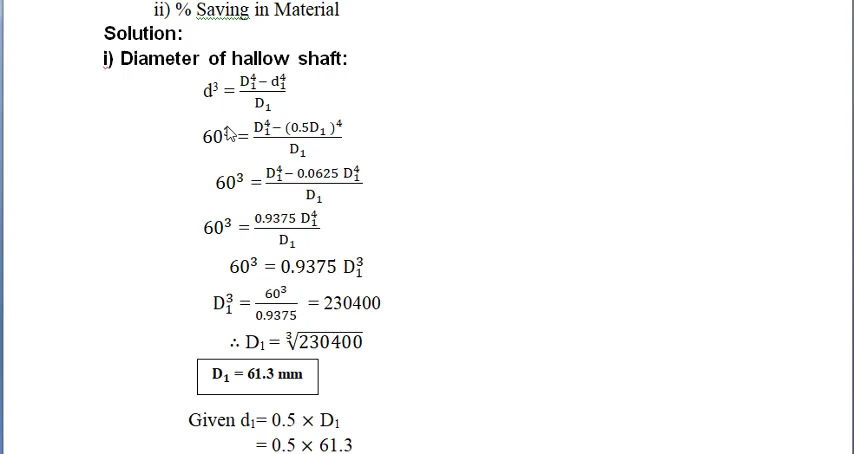 ii) % Saving in Material
Solution:
i) Diameter of hallow shaft:
d³ = (D₁⁴ − d₁⁴) / D₁
60³ = (D₁⁴ − (0.5D₁)⁴) / D₁
60³ = (D₁⁴ − 0.0625 D₁⁴) / D₁
60³ = 0.9375 D₁⁴ / D₁
60³ = 0.9375 D₁³
D₁³ = 60³ / 0.9375 = 230400
∴ D₁ = ∛230400
D₁ = 61.3 mm
Given d₁= 0.5 × D₁
= 0.5 × 61.3